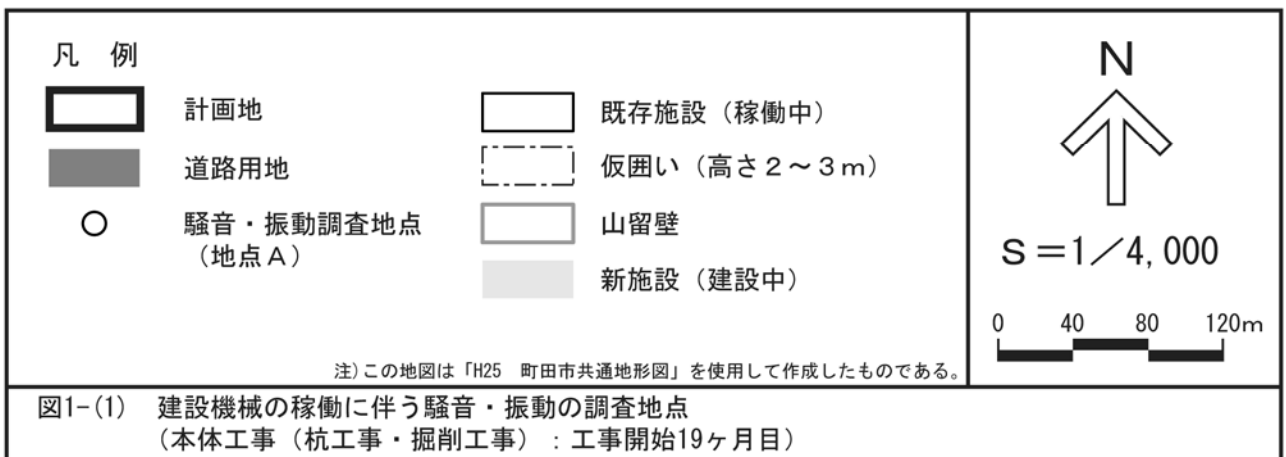 凡　例
計画地
道路用地
騒音・振動調査地点
（地点Ａ）
既存施設（稼働中）
仮囲い（高さ２～３ｍ）
山留壁
新施設（建設中）
注）この地図は「H25　町田市共通地形図」を使用して作成したものである。
Ｎ
Ｓ＝1／4,000
0　40　80　120m
図1-(1)　建設機械の稼働に伴う騒音・振動の調査地点
（本体工事（杭工事・掘削工事）：工事開始19ヶ月目）